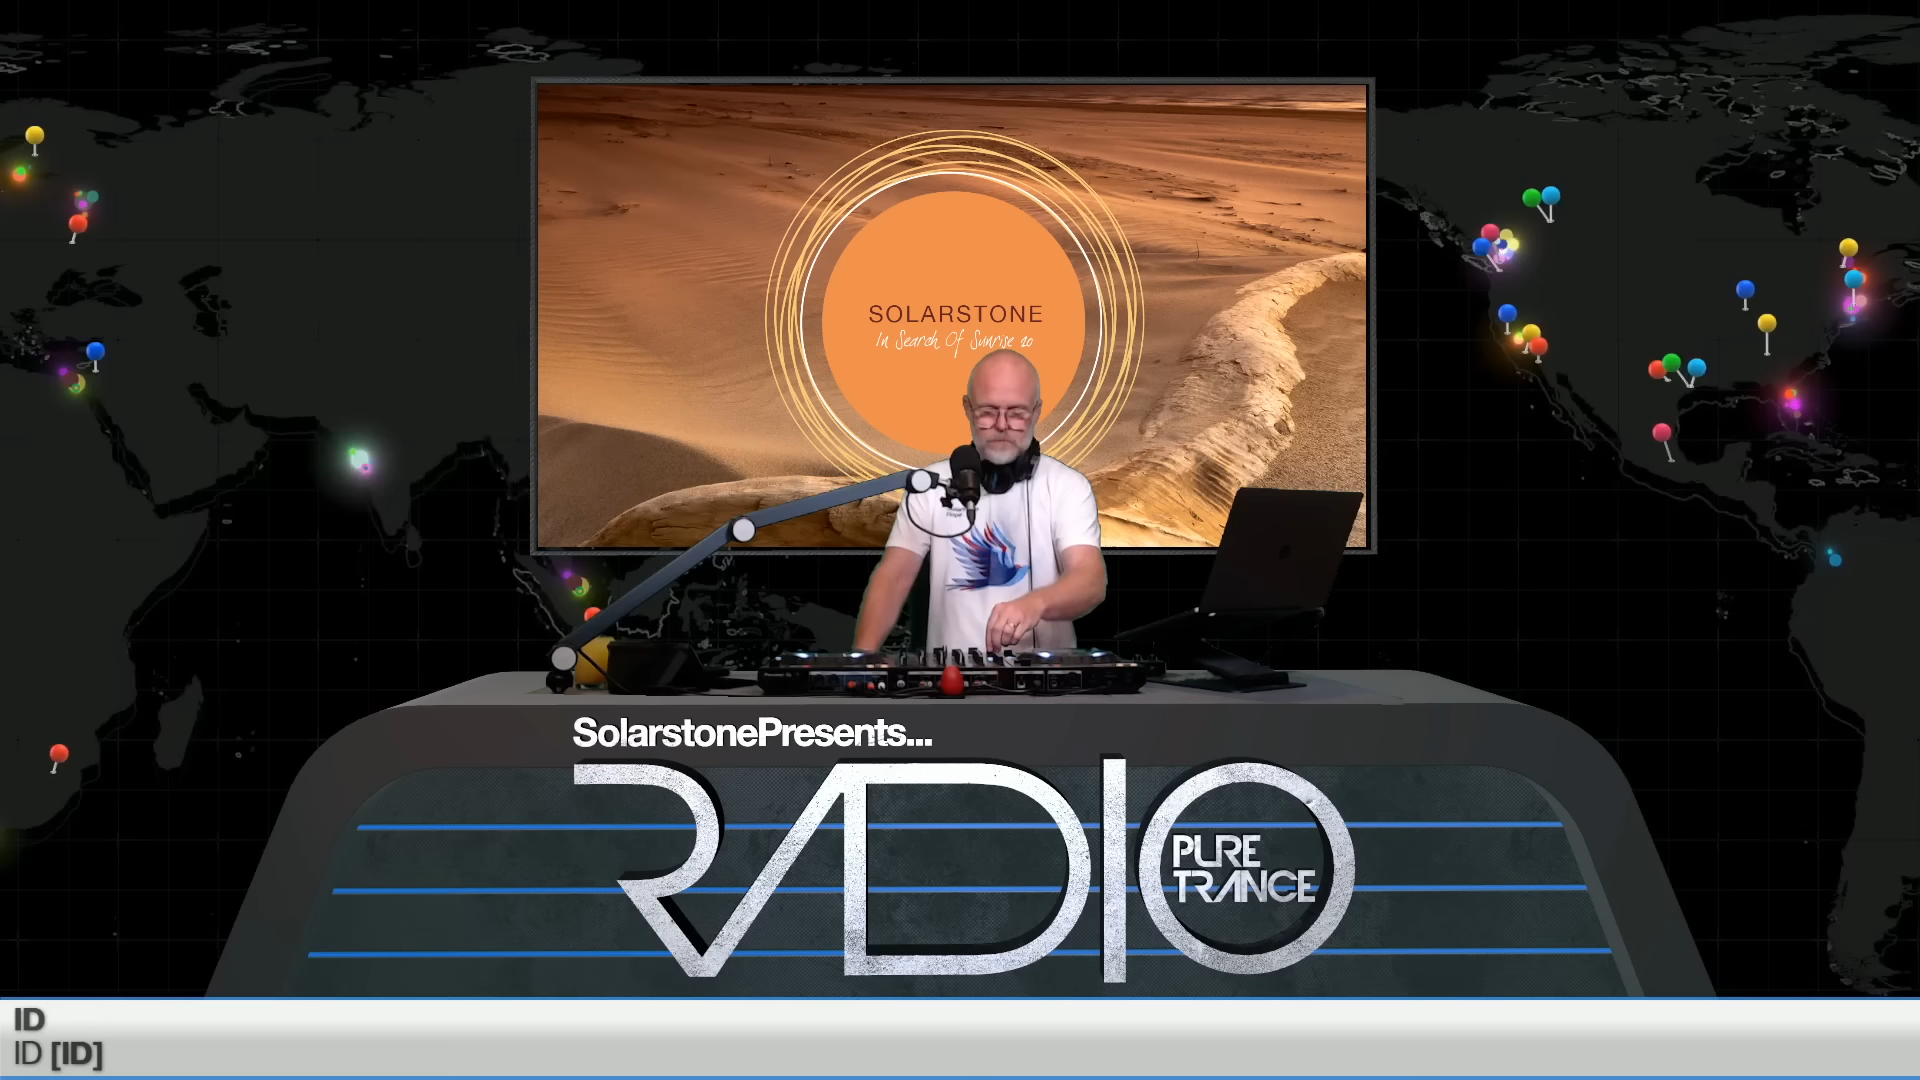 SOLARSTONE
In Search Of Sunrise 20
SolarstonePresents...
RADIO
PURE
TRANCE
ID
ID [ID]